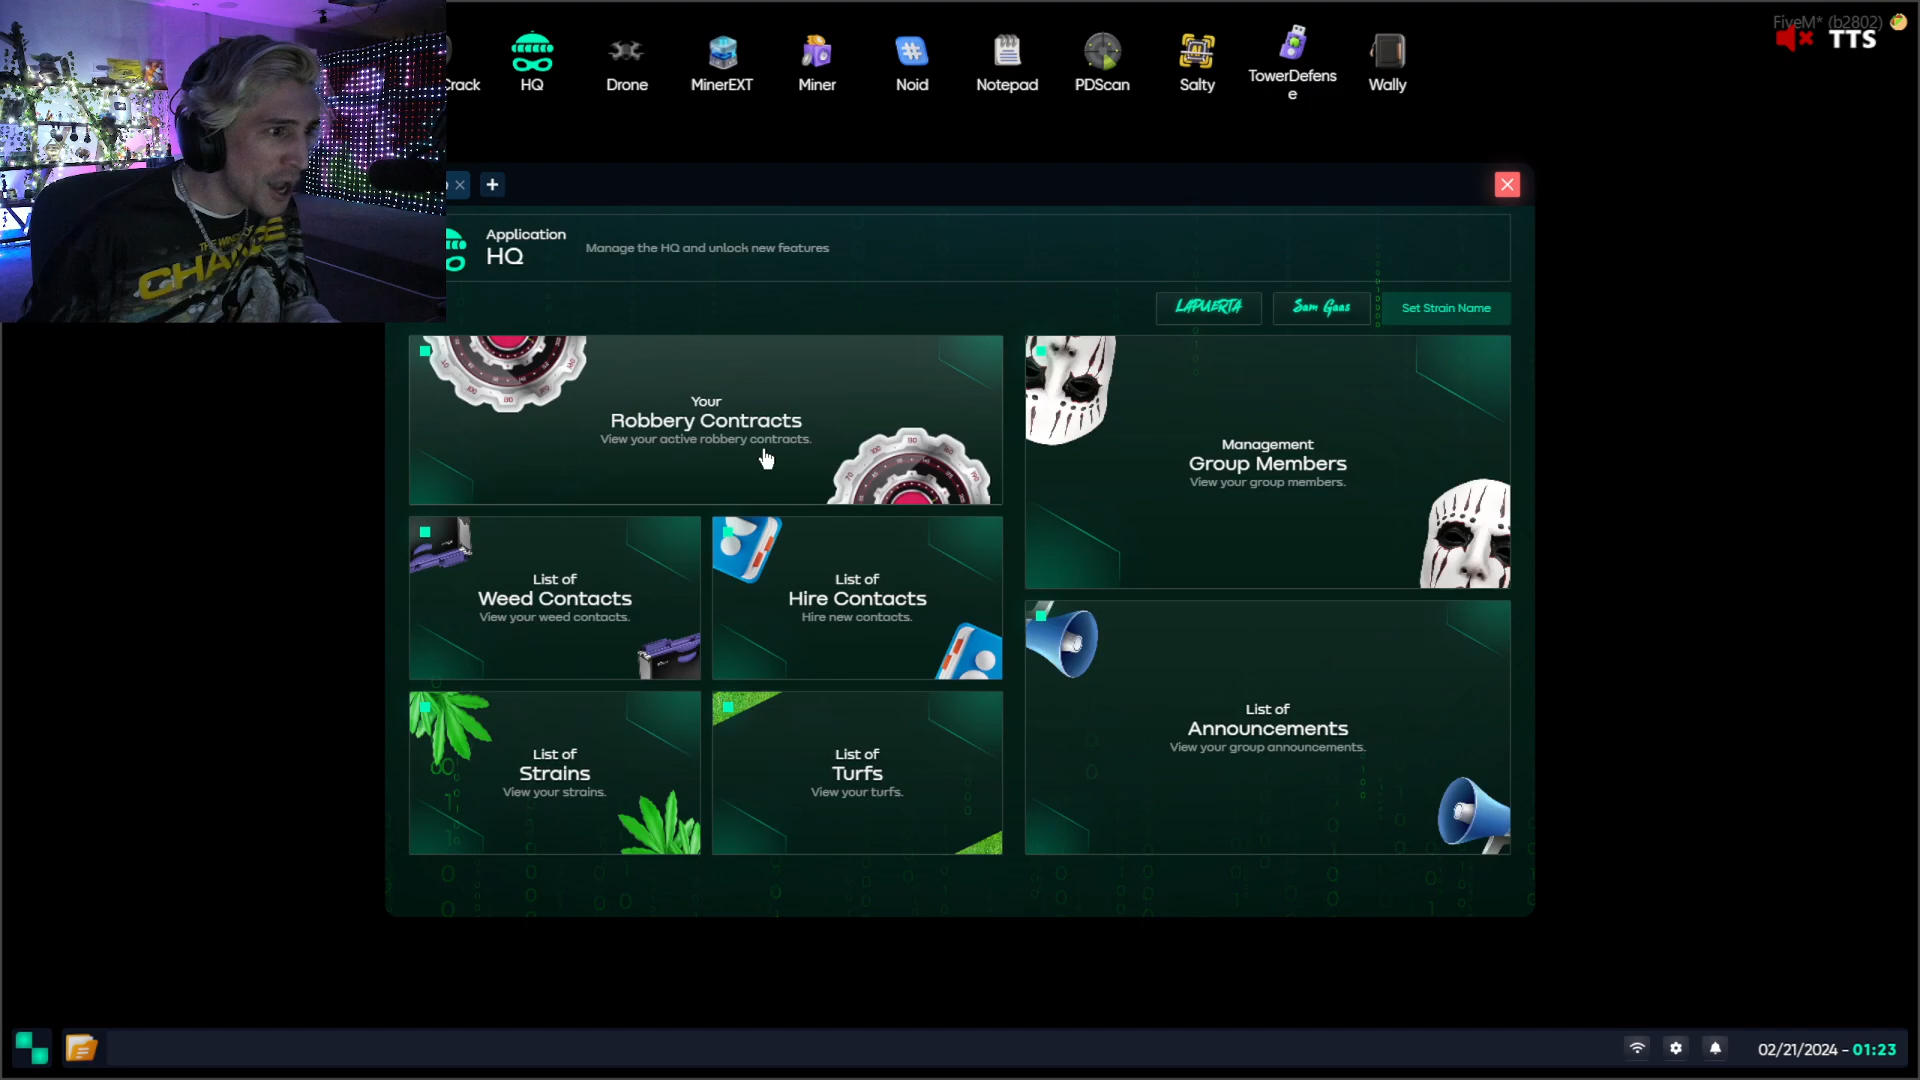 FiveM* (b2802)
TTS
Crack
HQ
Drone
MinerEXT
Miner
Noid
Notepad
PDScan
Salty
TowerDefens
e
Wally
Application
HQ
Manage the HQ and unlock new features
LAPUERTA
Sam Gaas
Set Strain Name
Your
Robbery Contracts
View your active robbery contracts.
Management
Group Members
View your group members.
List of
Weed Contacts
View your weed contacts.
List of
Hire Contacts
Hire new contacts.
List of
Announcements
View your group announcements.
List of
Strains
View your strains.
List of
Turfs
View your turfs.
02/21/2024 - 01:23